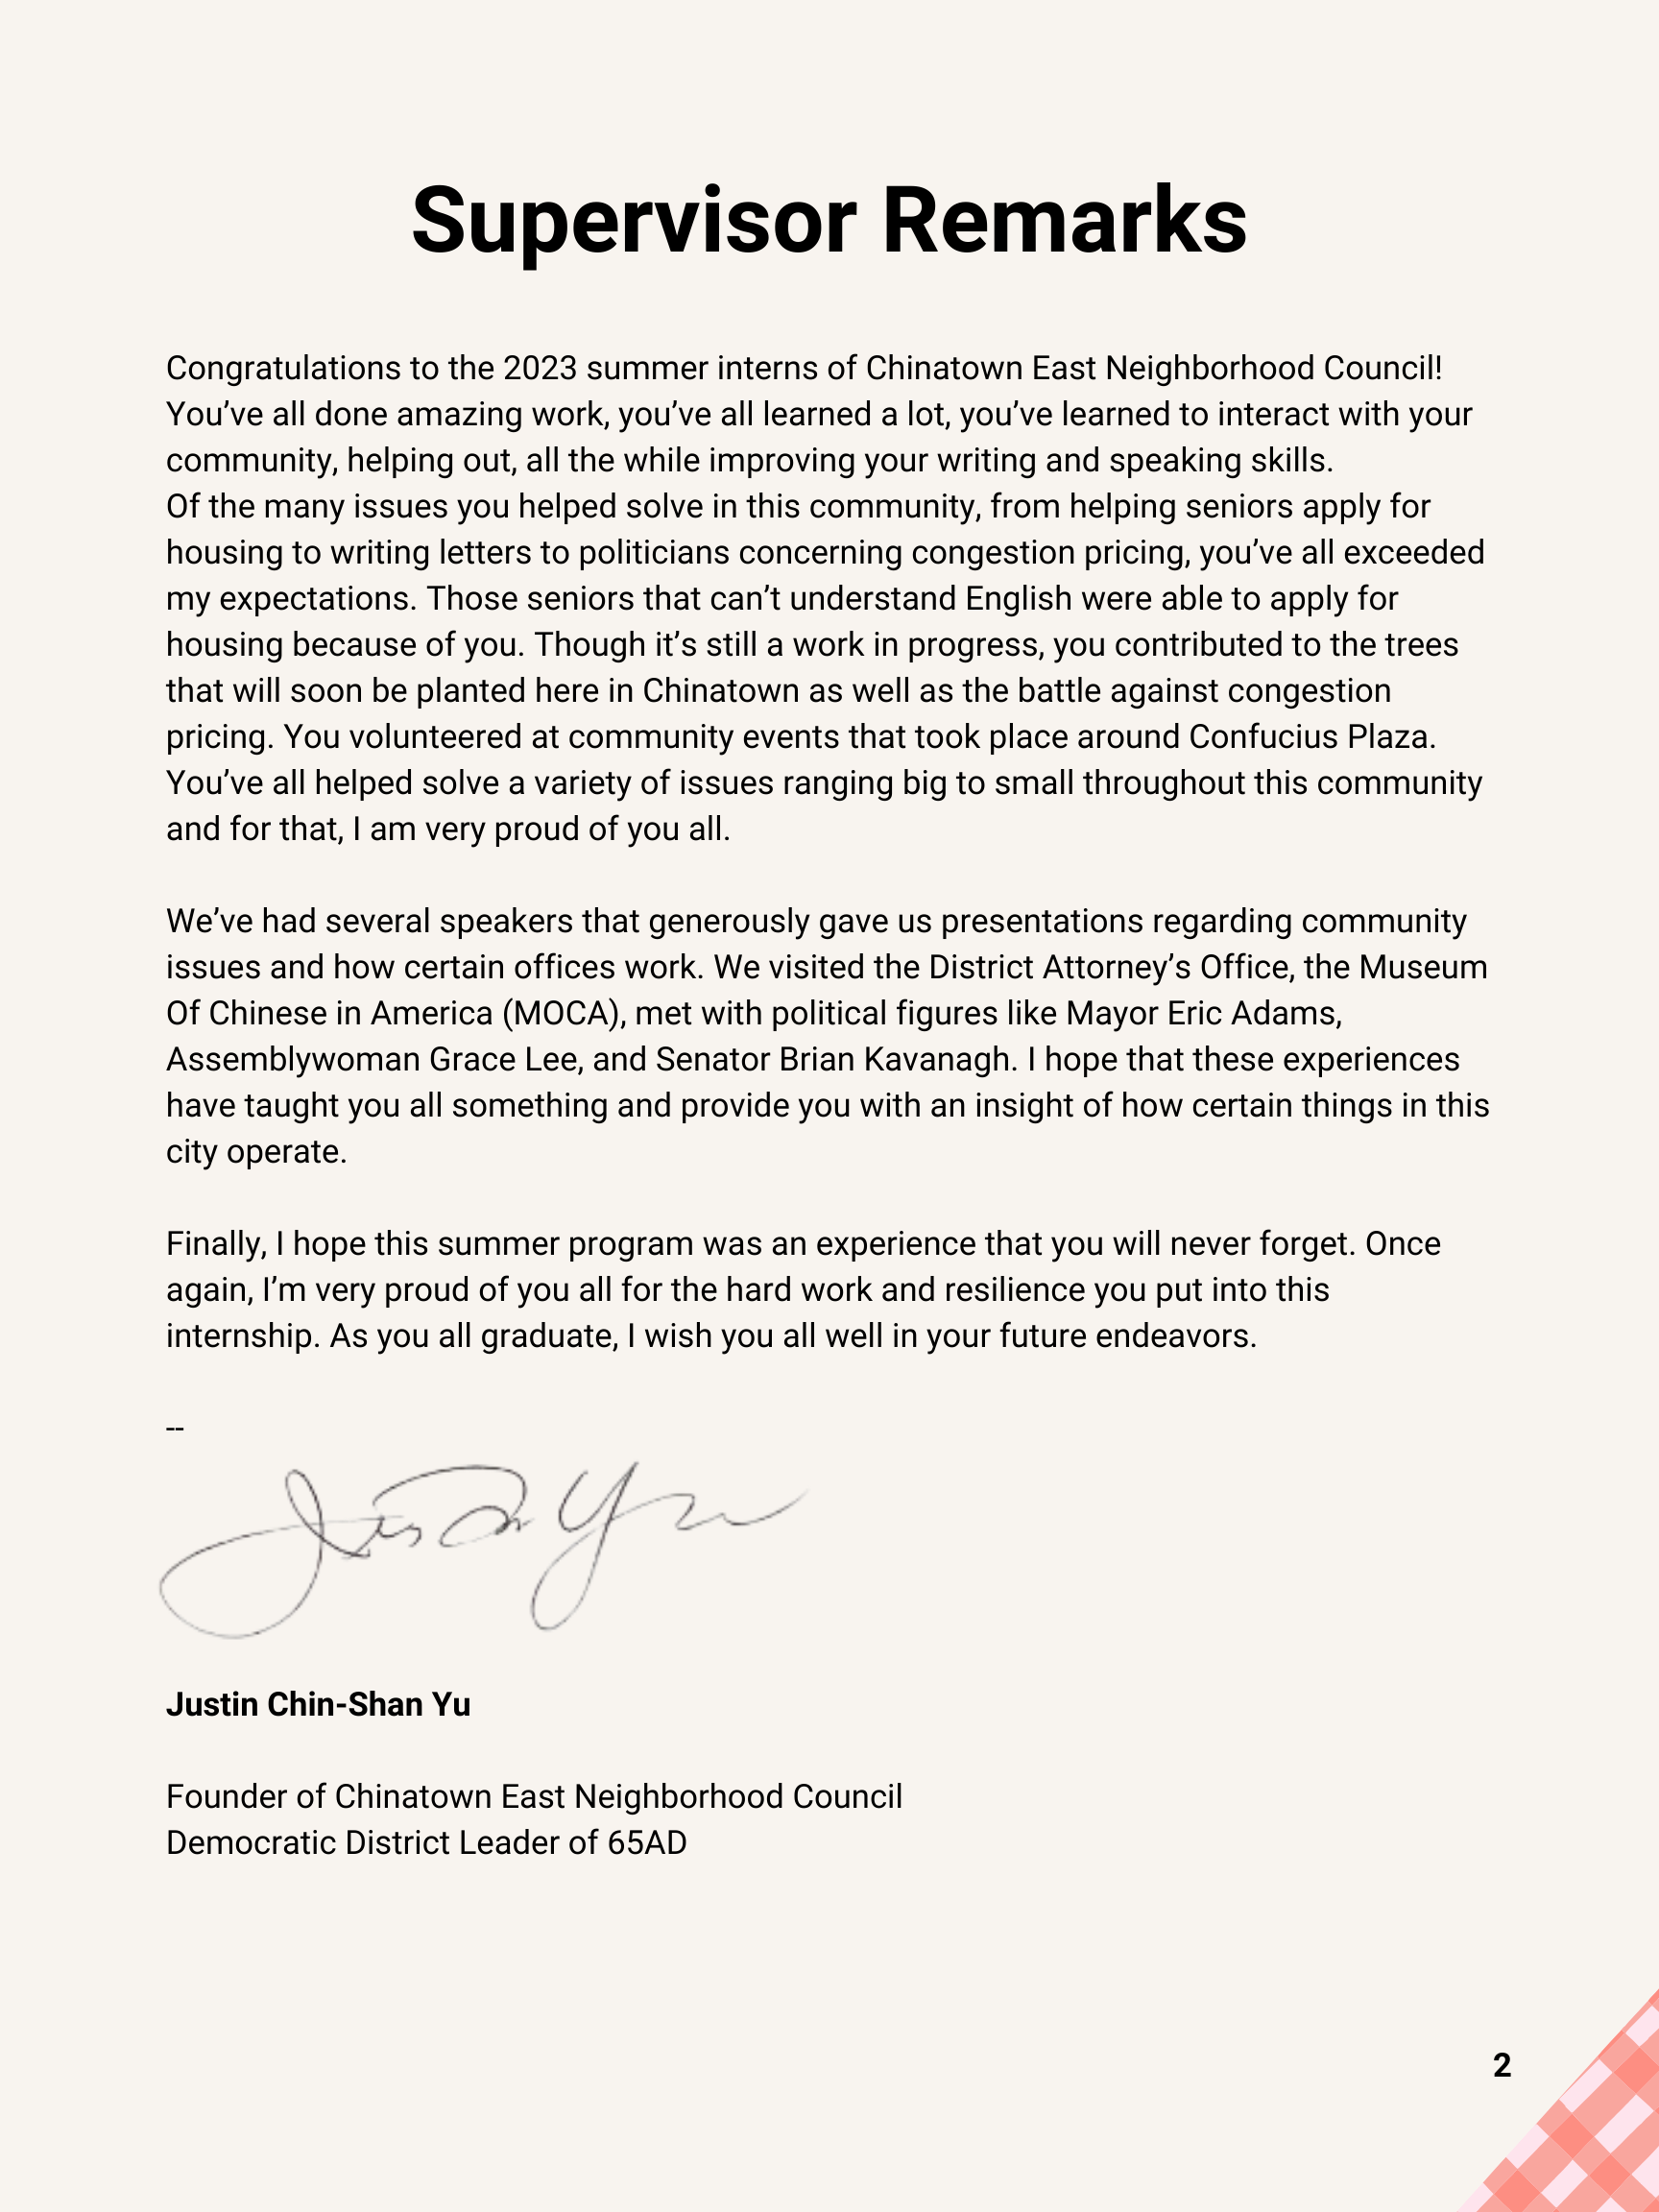 Supervisor Remarks
Congratulations to the 2023 summer interns of Chinatown East Neighborhood Council!
You’ve all done amazing work, you’ve all learned a lot, you’ve learned to interact with your
community, helping out, all the while improving your writing and speaking skills.
Of the many issues you helped solve in this community, from helping seniors apply for
housing to writing letters to politicians concerning congestion pricing, you’ve all exceeded
my expectations. Those seniors that can’t understand English were able to apply for
housing because of you. Though it’s still a work in progress, you contributed to the trees
that will soon be planted here in Chinatown as well as the battle against congestion
pricing. You volunteered at community events that took place around Confucius Plaza.
You’ve all helped solve a variety of issues ranging big to small throughout this community
and for that, I am very proud of you all.
We’ve had several speakers that generously gave us presentations regarding community
issues and how certain offices work. We visited the District Attorney’s Office, the Museum
Of Chinese in America (MOCA), met with political figures like Mayor Eric Adams,
Assemblywoman Grace Lee, and Senator Brian Kavanagh. I hope that these experiences
have taught you all something and provide you with an insight of how certain things in this
city operate.
Finally, I hope this summer program was an experience that you will never forget. Once
again, I’m very proud of you all for the hard work and resilience you put into this
internship. As you all graduate, I wish you all well in your future endeavors.
--
Justin Yu
Justin Chin-Shan Yu
Founder of Chinatown East Neighborhood Council
Democratic District Leader of 65AD
2